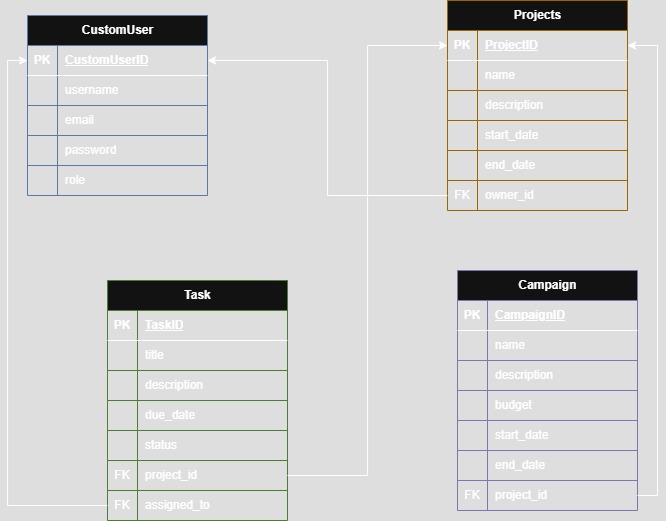 CustomUser
PK CustomUserID
username
email
password
role
Projects
PK ProjectID
name
description
start_date
end_date
FK owner_id
Task
PK TaskID
title
description
due_date
status
FK project_id
FK assigned_to
Campaign
PK CampaignID
name
description
budget
start_date
end_date
FK project_id